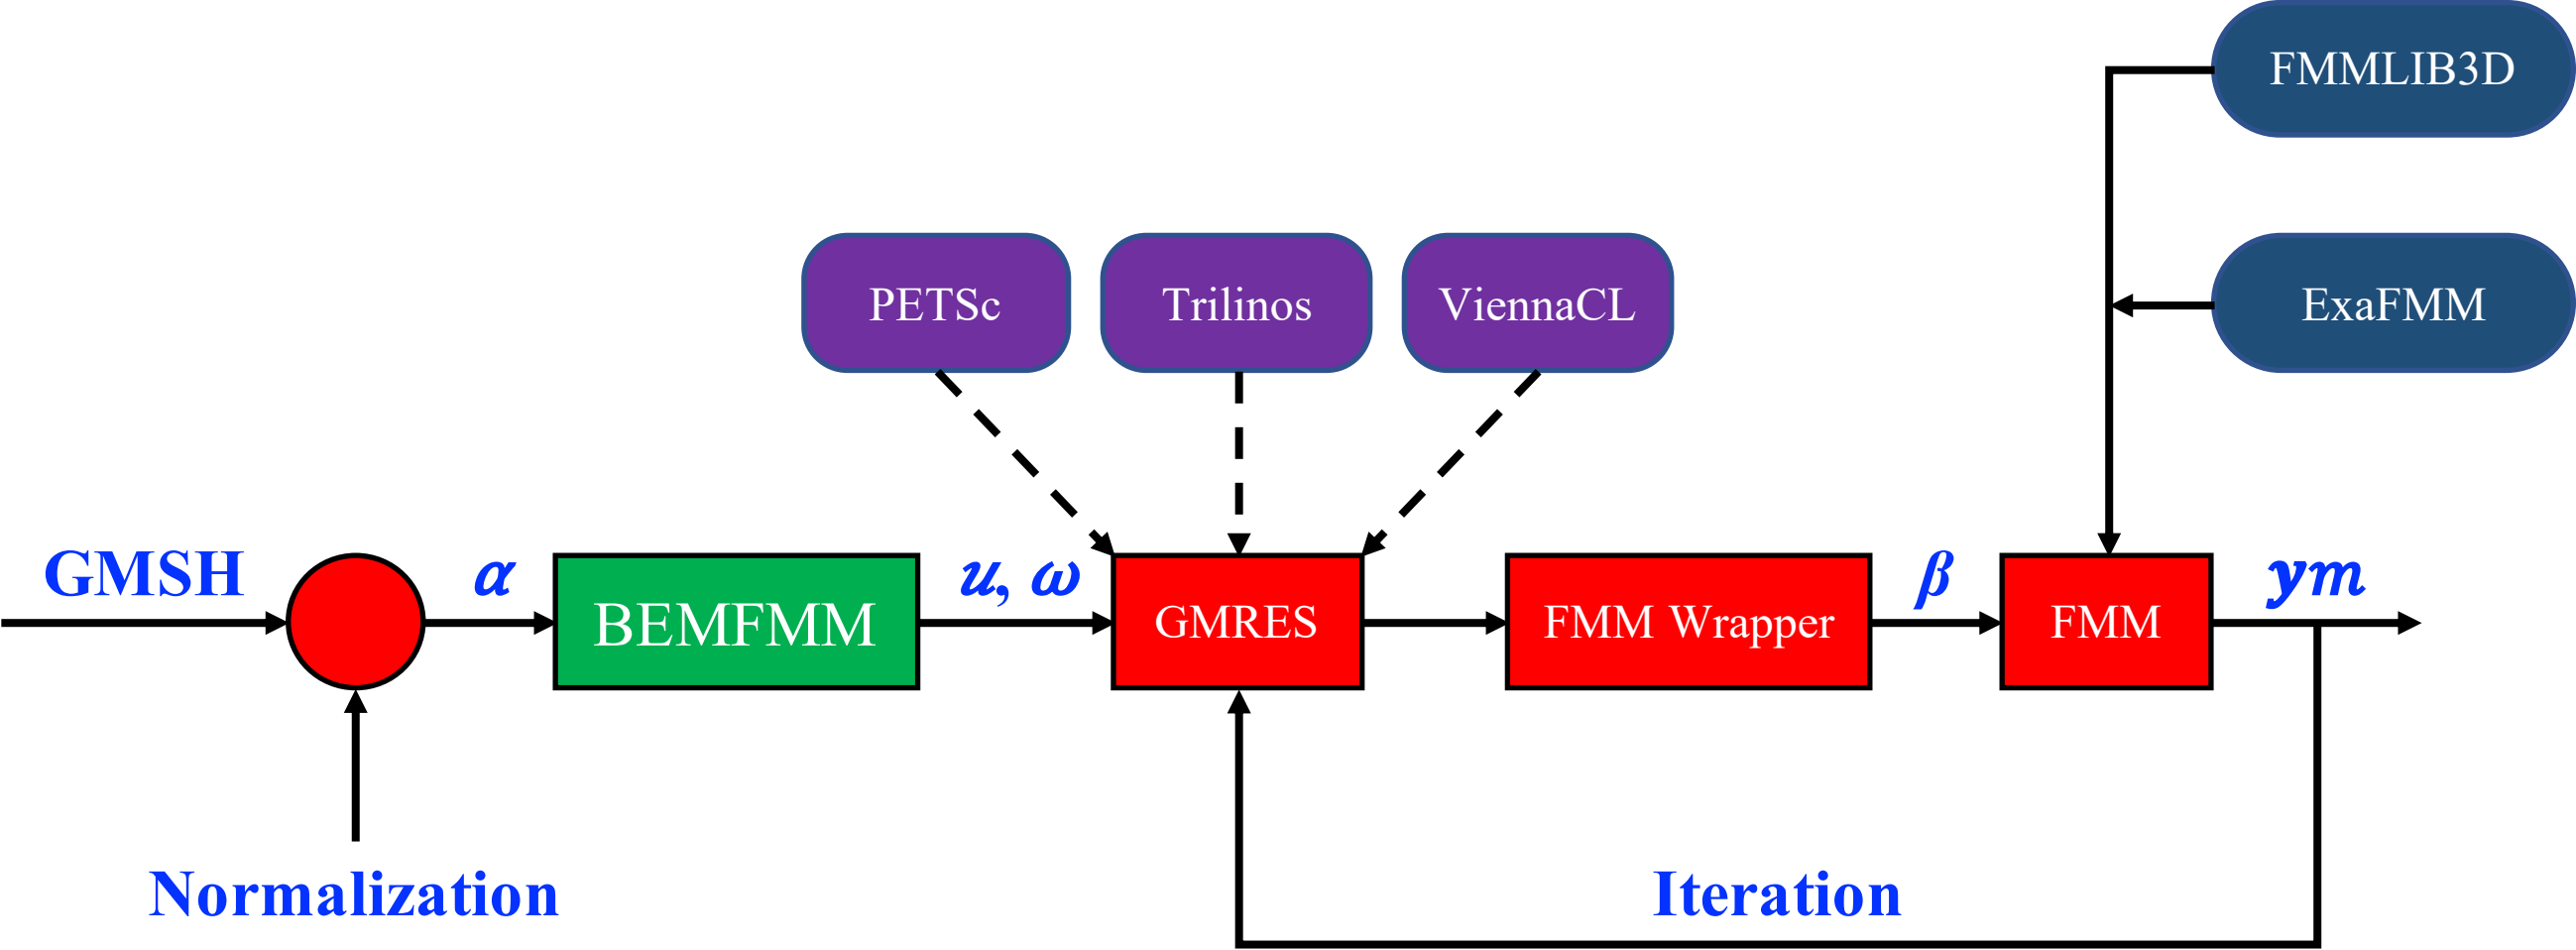 FMMLIB3D
PETSc
Trilinos
ViennaCL
ExaFMM
GMSH
α
BEMFMM
u, ω
GMRES
FMM Wrapper
β
FMM
ym
Normalization
Iteration